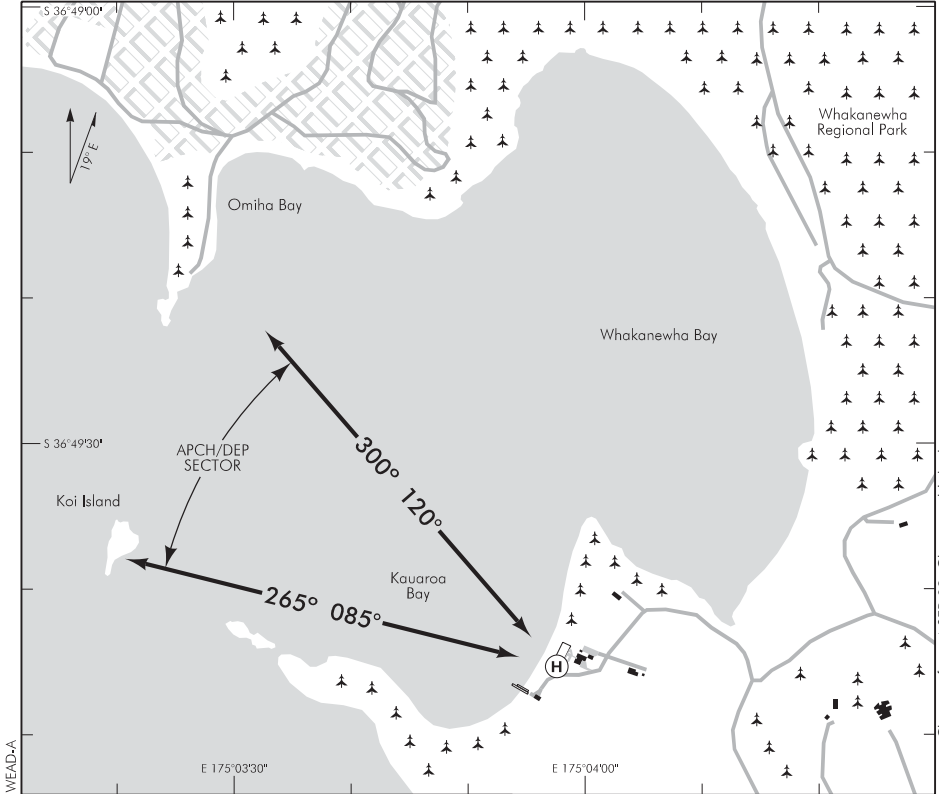 S 36°49'00"
Whakanewha
Regional Park
19° E
Omiha Bay
Whakanewha Bay
300° 120°
S 36°49'30"
APCH/DEP
SECTOR
Koi Island
Kauaroa
Bay
265° 085°
H
WEAD-A
E 175°03'30"
E 175°04'00"